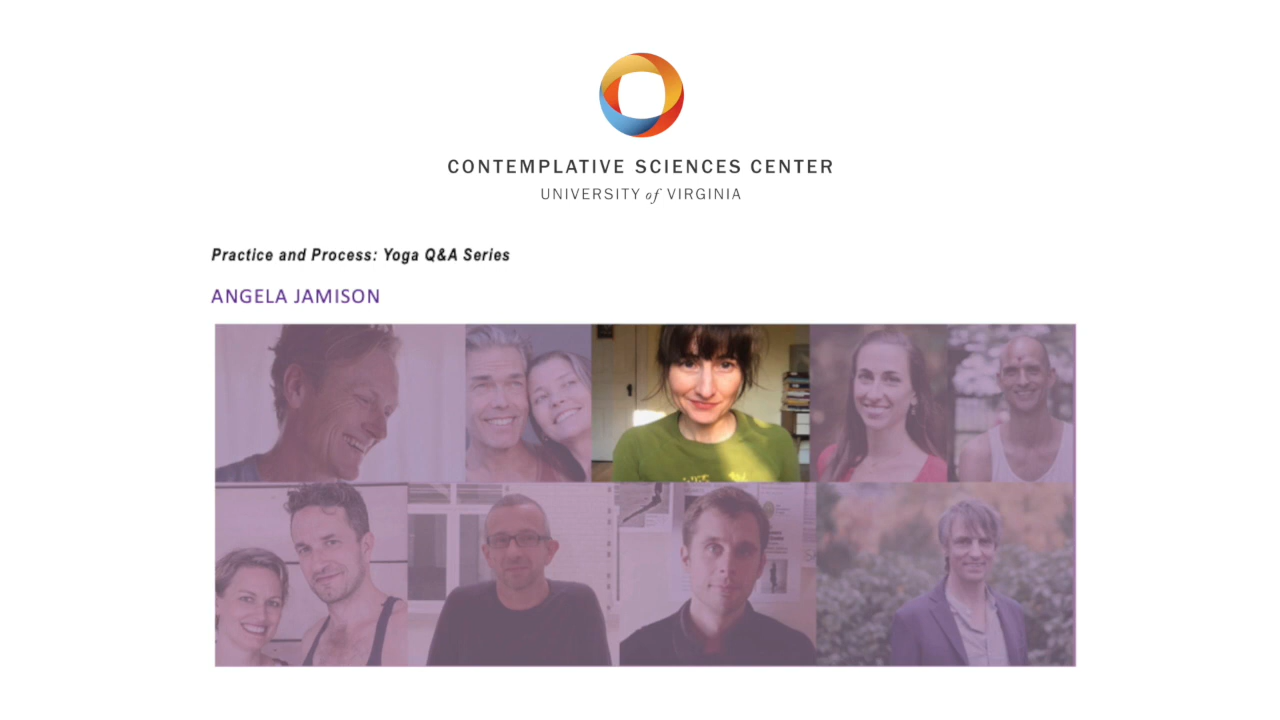 CONTEMPLATIVE SCIENCES CENTER
UNIVERSITY of VIRGINIA
Practice and Process: Yoga Q&A Series
ANGELA JAMISON